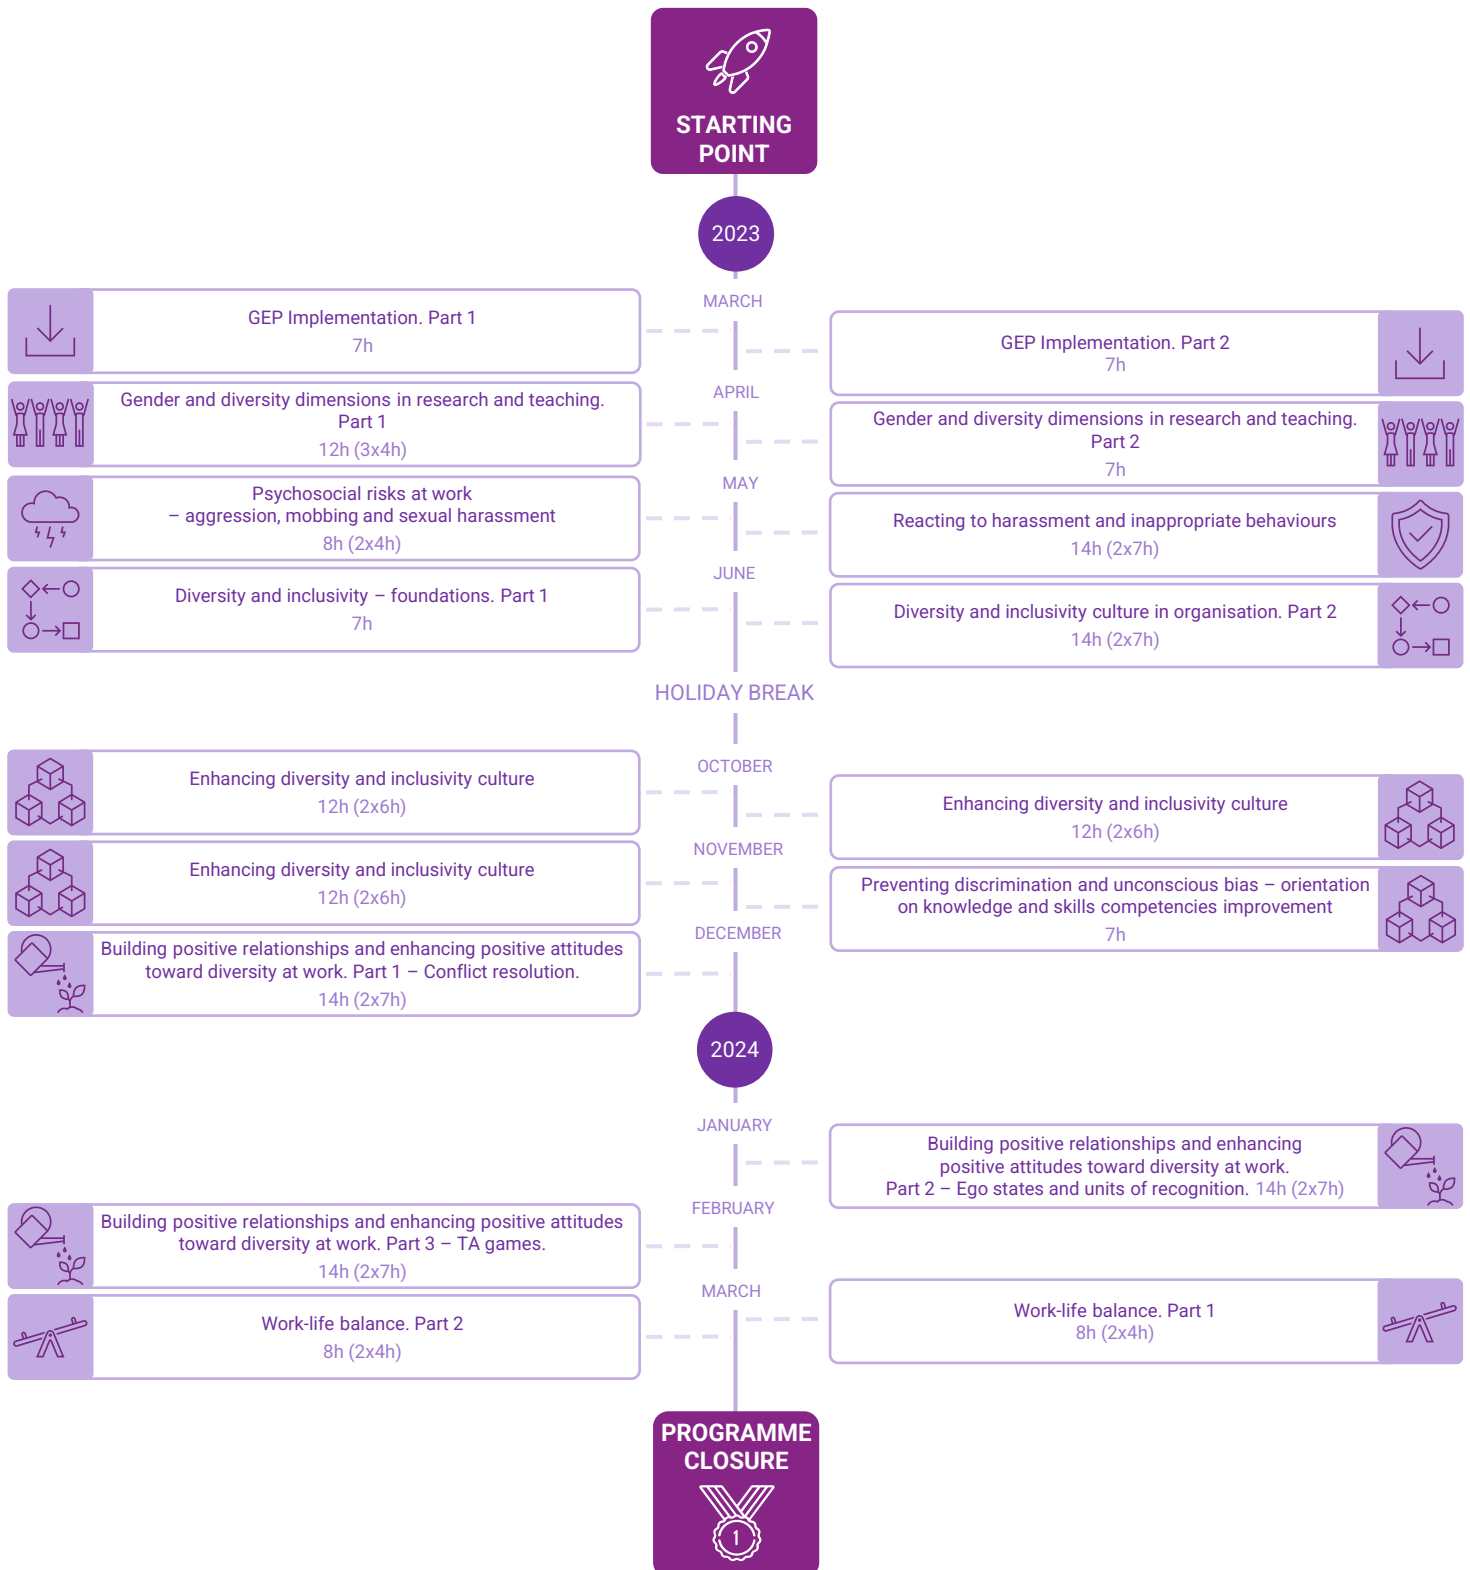 STARTING
POINT
2023
MARCH
GEP Implementation. Part 1
7h
GEP Implementation. Part 2
7h
APRIL
Gender and diversity dimensions in research and teaching.
Part 1
12h (3x4h)
Gender and diversity dimensions in research and teaching.
Part 2
7h
MAY
Psychosocial risks at work
– aggression, mobbing and sexual harassment
8h (2x4h)
Reacting to harassment and inappropriate behaviours
14h (2x7h)
JUNE
Diversity and inclusivity – foundations. Part 1
7h
Diversity and inclusivity culture in organisation. Part 2
14h (2x7h)
HOLIDAY BREAK
OCTOBER
Enhancing diversity and inclusivity culture
12h (2x6h)
Enhancing diversity and inclusivity culture
12h (2x6h)
NOVEMBER
Enhancing diversity and inclusivity culture
12h (2x6h)
Preventing discrimination and unconscious bias – orientation
on knowledge and skills competencies improvement
7h
DECEMBER
Building positive relationships and enhancing positive attitudes
toward diversity at work. Part 1 – Conflict resolution.
14h (2x7h)
2024
JANUARY
Building positive relationships and enhancing
positive attitudes toward diversity at work.
Part 2 – Ego states and units of recognition. 14h (2x7h)
FEBRUARY
Building positive relationships and enhancing positive attitudes
toward diversity at work. Part 3 – TA games.
14h (2x7h)
MARCH
Work-life balance. Part 1
8h (2x4h)
Work-life balance. Part 2
8h (2x4h)
PROGRAMME
CLOSURE
1